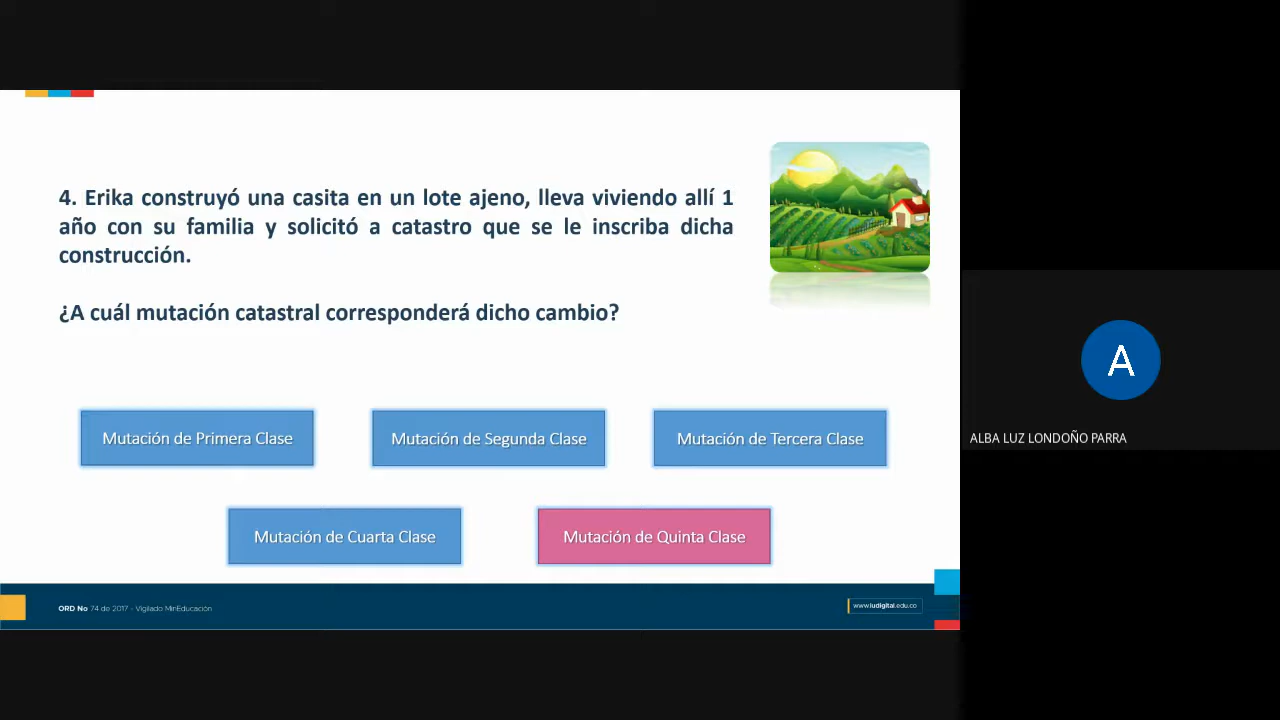 4. Erika construyó una casita en un lote ajeno, lleva viviendo allí 1
año con su familia y solicitó a catastro que se le inscriba dicha
construcción.
¿A cuál mutación catastral corresponderá dicho cambio?
Mutación de Primera Clase
Mutación de Segunda Clase
Mutación de Tercera Clase
Mutación de Cuarta Clase
Mutación de Quinta Clase
ORD No 74 de 2017 - Vigilado MinEducación
www.iudigital.edu.co
A
ALBA LUZ LONDOÑO PARRA